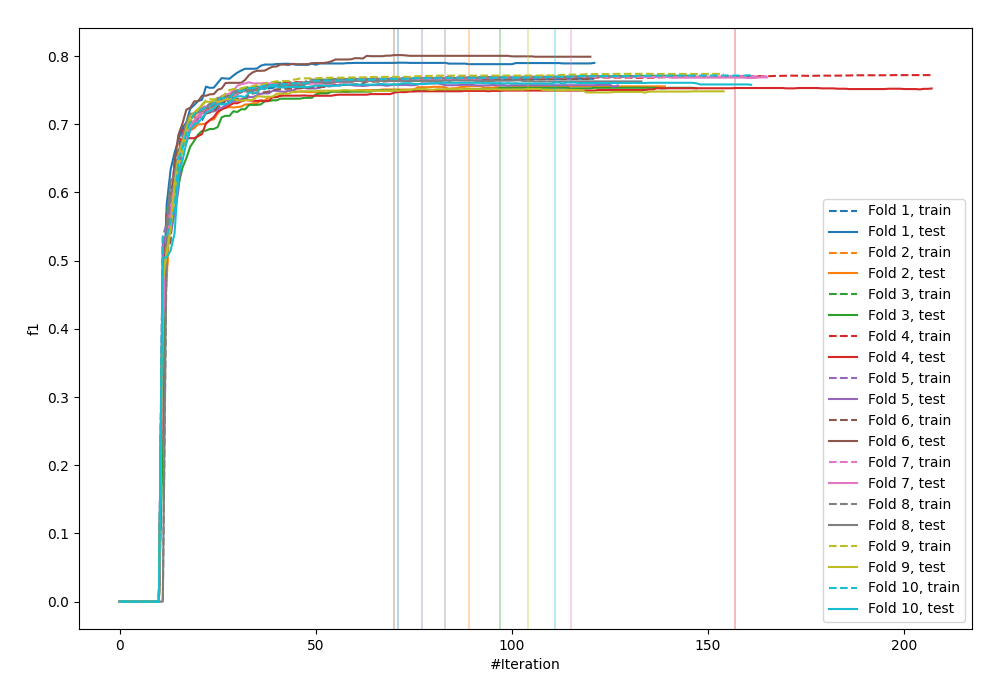 0.8
0.7
0.6
0.5
0.4
0.3
0.2
0.1
0.0
f1
0
50
100
150
200
#Iteration
Fold 1, train
Fold 1, test
Fold 2, train
Fold 2, test
Fold 3, train
Fold 3, test
Fold 4, train
Fold 4, test
Fold 5, train
Fold 5, test
Fold 6, train
Fold 6, test
Fold 7, train
Fold 7, test
Fold 8, train
Fold 8, test
Fold 9, train
Fold 9, test
Fold 10, train
Fold 10, test